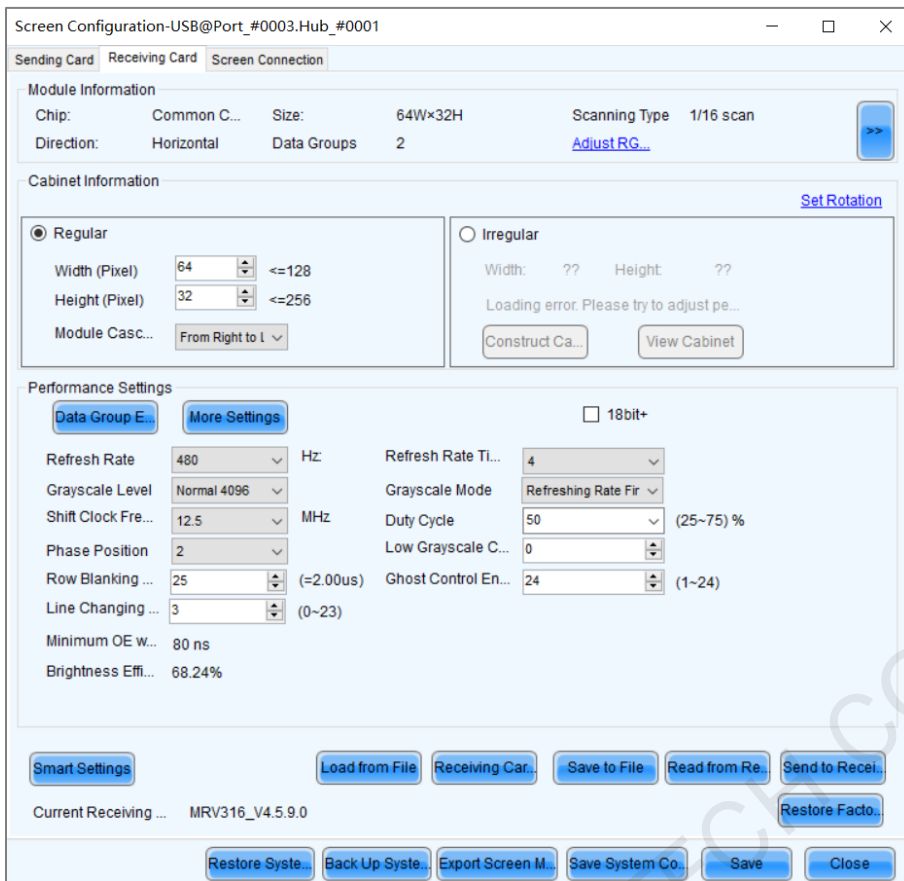 Screen Configuration-USB@Port_#0003.Hub_#0001
Sending Card Receiving Card Screen Connection
Module Information
Chip: Common C... Size: 64W×32H Scanning Type 1/16 scan
>>
Direction: Horizontal Data Groups 2 Adjust RG...
Cabinet Information
Set Rotation
Regular
Width (Pixel) 64 <=128
Height (Pixel) 32 <=256
Module Casc... From Right to L
Irregular
Width: ?? Height: ??
Loading error. Please try to adjust pe...
Construct Ca... View Cabinet
Performance Settings
Data Group E... More Settings 18bit+
Refresh Rate 480 Hz: Refresh Rate Ti... 4
Grayscale Level Normal 4096 Grayscale Mode Refreshing Rate Fir
Shift Clock Fre... 12.5 MHz Duty Cycle 50 (25~75) %
Phase Position 2 Low Grayscale C... 0
Row Blanking ... 25 (=2.00us) Ghost Control En... 24 (1~24)
Line Changing ... 3 (0~23)
Minimum OE w... 80 ns
Brightness Effi... 68.24%
Smart Settings Load from File Receiving Car... Save to File Read from Re... Send to Recei...
Current Receiving ... MRV316_V4.5.9.0 Restore Facto...
Restore Syste... Back Up Syste... Export Screen M... Save System Co... Save Close